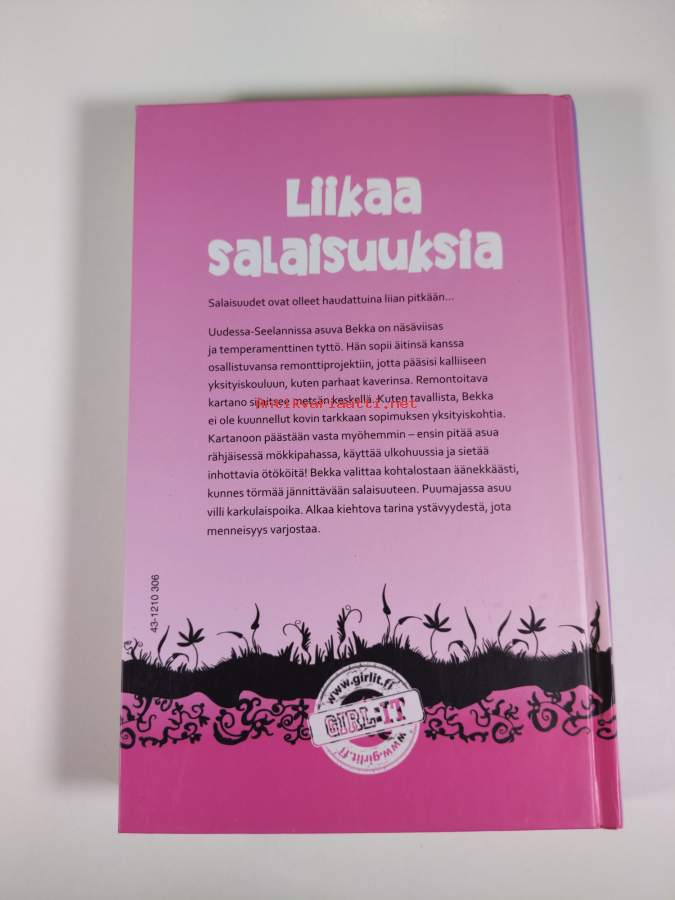 Liikaa
salaisuuksia
Salaisuudet ovat olleet haudattuina liian pitkään...
Uudessa-Seelannissa asuva Bekka on näsäviisas
ja temperamenttinen tyttö. Hän sopii äitinsä kanssa
osallistuvansa remonttiprojektiin, jotta pääsisi kalliiseen
yksityiskouluun, kuten parhaat kaverinsa. Remontoitava
kartano sijaitsee metsän keskellä. Kuten tavallista, Bekka
Antikvariaatti.net
ei ole kuunnellut kovin tarkkaan sopimuksen yksityiskohtia.
Kartanoon päästään vasta myöhemmin – ensin pitää asua
rähjäisessä mökkipahassa, käyttää ulkohuussia ja sietää
inhottavia ötököitä! Bekka valittaa kohtalostaan äänekkäästi,
kunnes törmää jännittävään salaisuuteen. Puumajassa asuu
villi karkulaispoika. Alkaa kiehtova tarina ystävyydestä, jota
menneisyys varjostaa.
43-1210 306
www.girlit.fi
GIRL:IT
www.girlit.fi